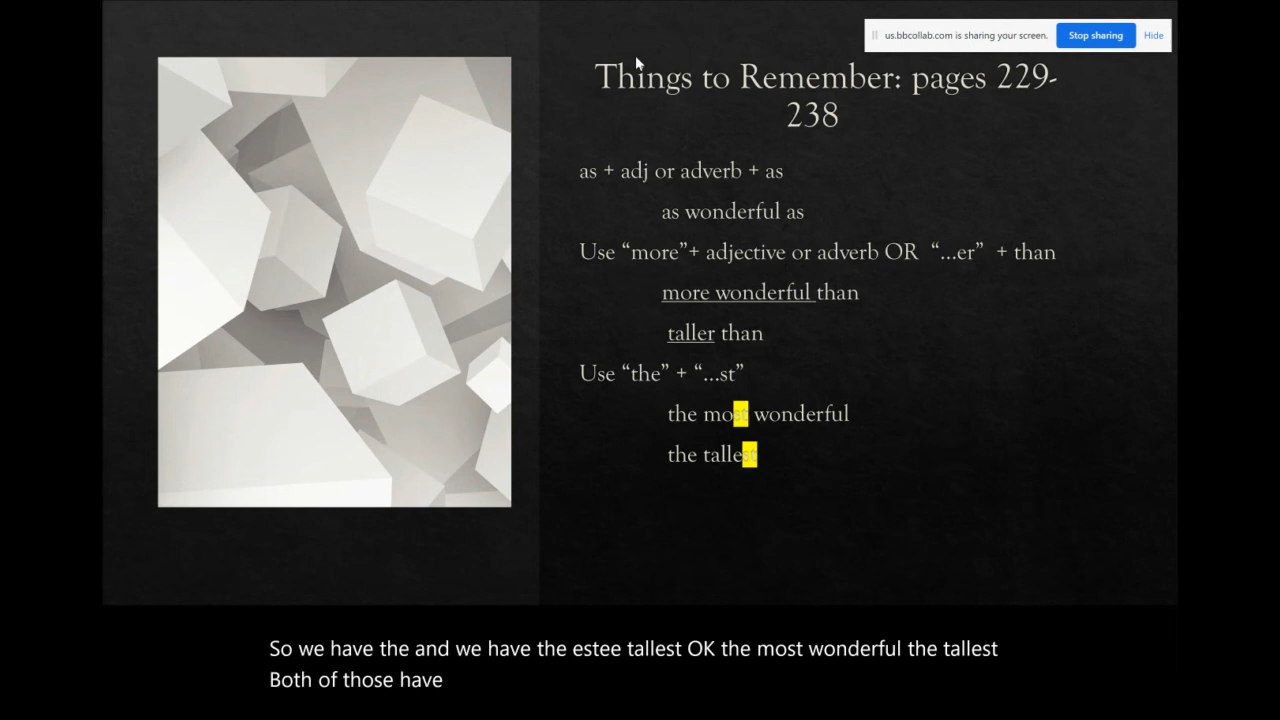 us.bbcollab.com is sharing your screen. Stop sharing Hide
Things to Remember: pages 229-
238
as + adj or adverb + as
as wonderful as
Use “more”+ adjective or adverb OR “...er” + than
more wonderful than
taller than
Use “the” + “...st”
the most wonderful
the tallest
So we have the and we have the estee tallest OK the most wonderful the tallest
Both of those have